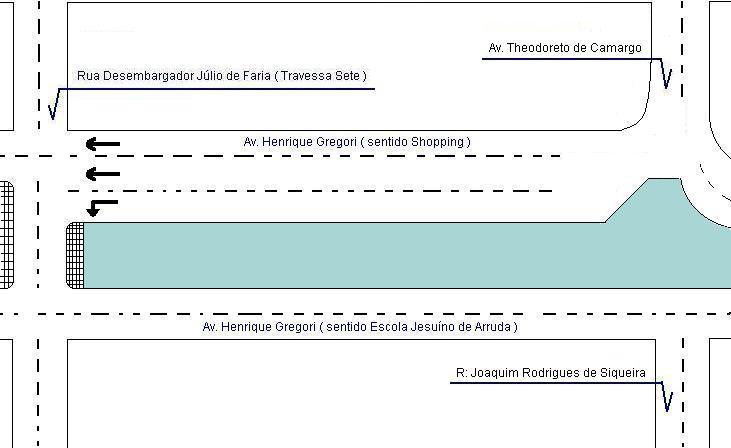 Av. Theodoreto de Camargo
Rua Desembargador Júlio de Faria ( Travessa Sete )
Av. Henrique Gregori ( sentido Shopping )
Av. Henrique Gregori ( sentido Escola Jesuíno de Arruda )
R: Joaquim Rodrigues de Siqueira